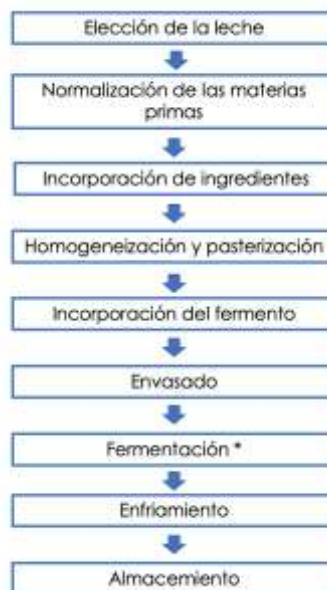 Elección de la leche
Normalización de las materias
primas
Incorporación de ingredientes
Homogeneización y pasterización
Incorporación del fermento
Envasado
Fermentación *
Enfriamiento
Almacemiento